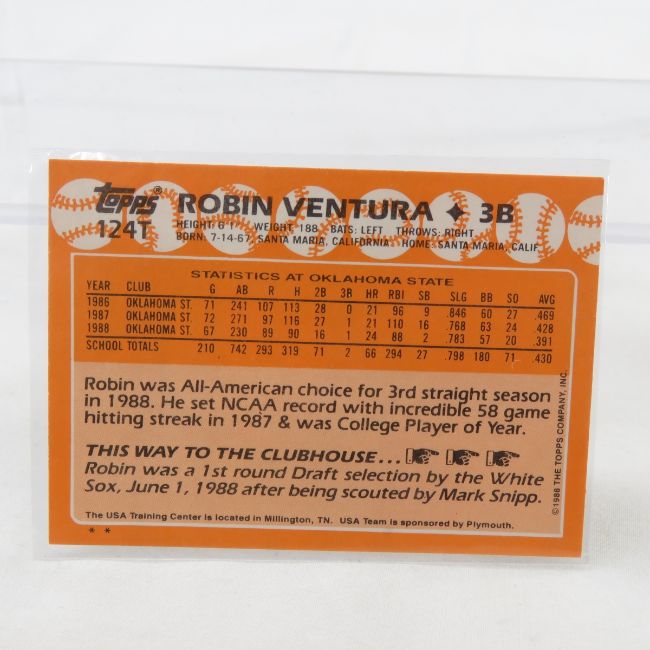 TOPPS®
124T
ROBIN VENTURA ✦ 3B
HEIGHT: 6'1" WEIGHT: 188 BATS: LEFT THROWS: RIGHT
BORN: 7-14-67, SANTA MARIA, CALIFORNIA HOME: SANTA MARIA, CALIF.
STATISTICS AT OKLAHOMA STATE
YEAR CLUB G AB R H 2B 3B HR RBI SB SLG BB SO AVG
1986 OKLAHOMA ST. 71 241 107 113 28 0 21 96 9 .846 60 27 .469
1987 OKLAHOMA ST. 72 271 97 116 27 1 21 110 16 .768 63 24 .428
1988 OKLAHOMA ST. 67 230 89 90 16 1 24 88 2 .783 57 20 .391
SCHOOL TOTALS 210 742 293 319 71 2 66 294 27 .798 180 71 .430
Robin was All-American choice for 3rd straight season
in 1988. He set NCAA record with incredible 58 game
hitting streak in 1987 & was College Player of Year.
THIS WAY TO THE CLUBHOUSE...
Robin was a 1st round Draft selection by the White
Sox, June 1, 1988 after being scouted by Mark Snipp.
The USA Training Center is located in Millington, TN. USA Team is sponsored by Plymouth.
* *
©1988 THE TOPPS COMPANY, INC.